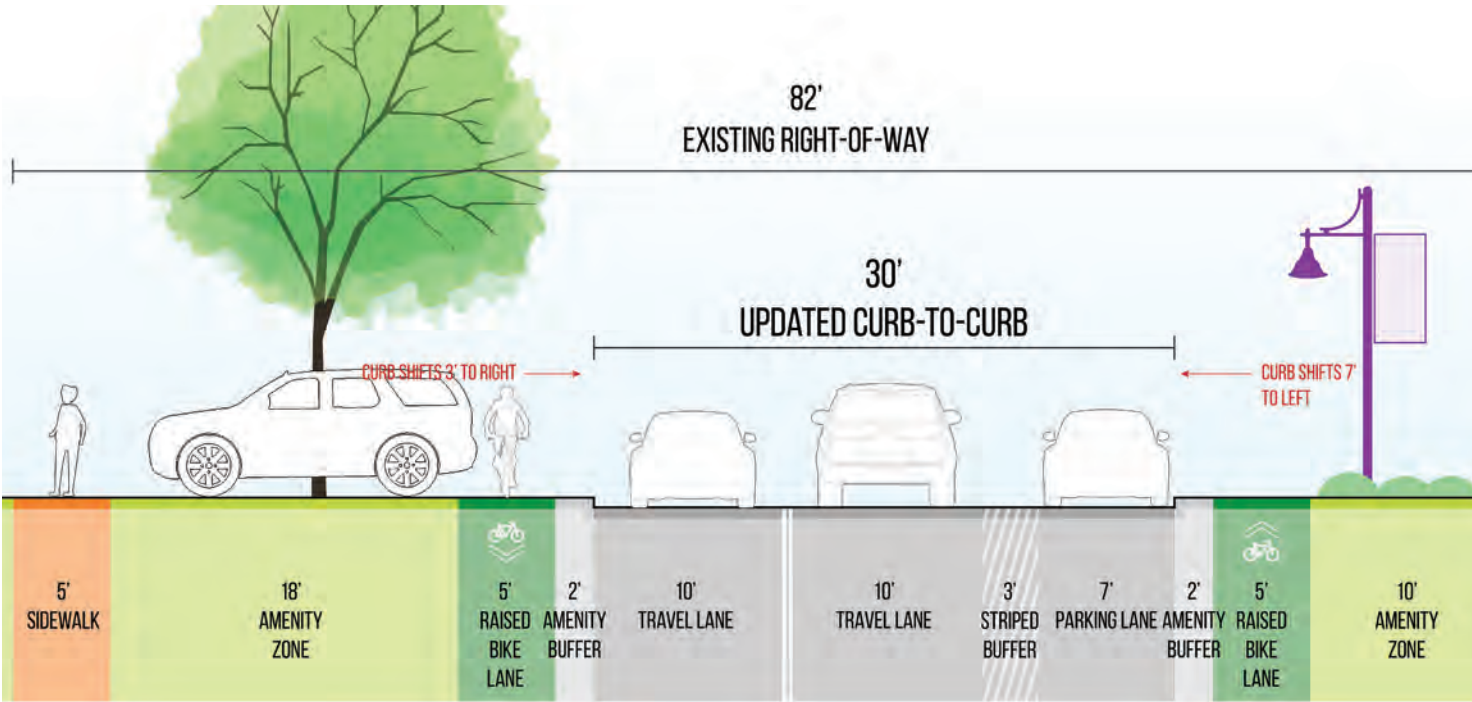 82’
EXISTING RIGHT-OF-WAY
30’
UPDATED CURB-TO-CURB
CURB SHIFTS 3’ TO RIGHT
CURB SHIFTS 7’
TO LEFT
5’
SIDEWALK
18’
AMENITY
ZONE
5’
RAISED
BIKE
LANE
2’
AMENITY
BUFFER
10’
TRAVEL LANE
10’
TRAVEL LANE
3’
STRIPED
BUFFER
7’
PARKING LANE
2’
AMENITY
BUFFER
5’
RAISED
BIKE
LANE
10’
AMENITY
ZONE